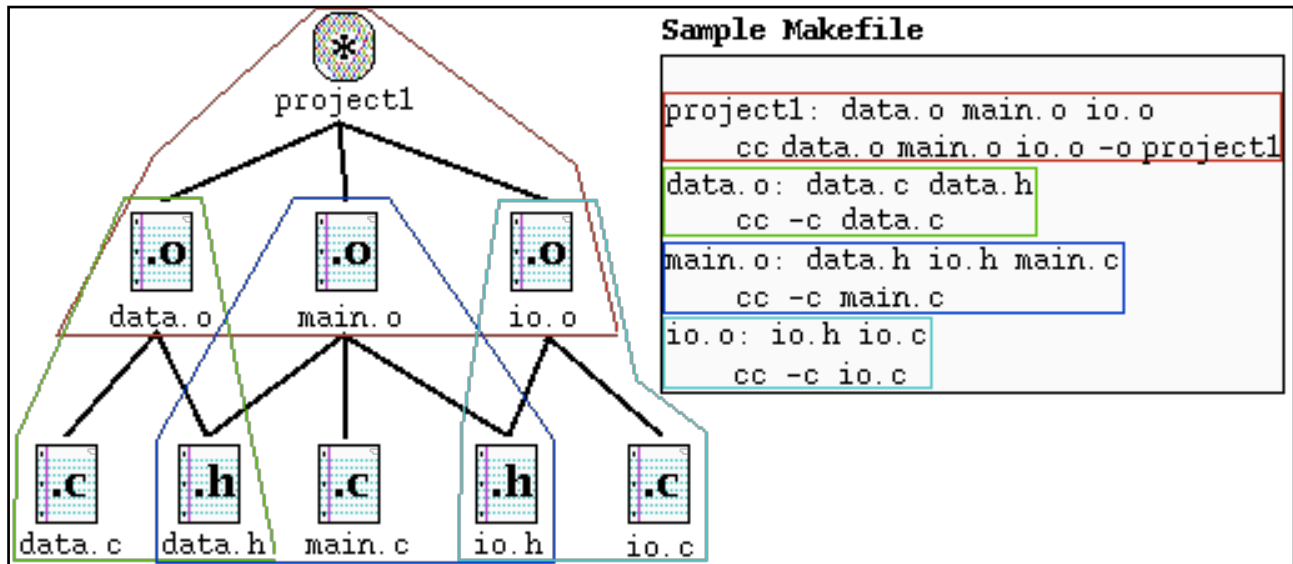 Sample Makefile
*
project1
project1: data.o main.o io.o
cc data.o main.o io.o -o project1
data.o: data.c data.h
cc -c data.c
main.o: data.h io.h main.c
cc -c main.c
io.o: io.h io.c
cc -c io.c
.o .o .o
data.o main.o io.o
.c .h .c .h .c
data.c data.h main.c io.h io.c